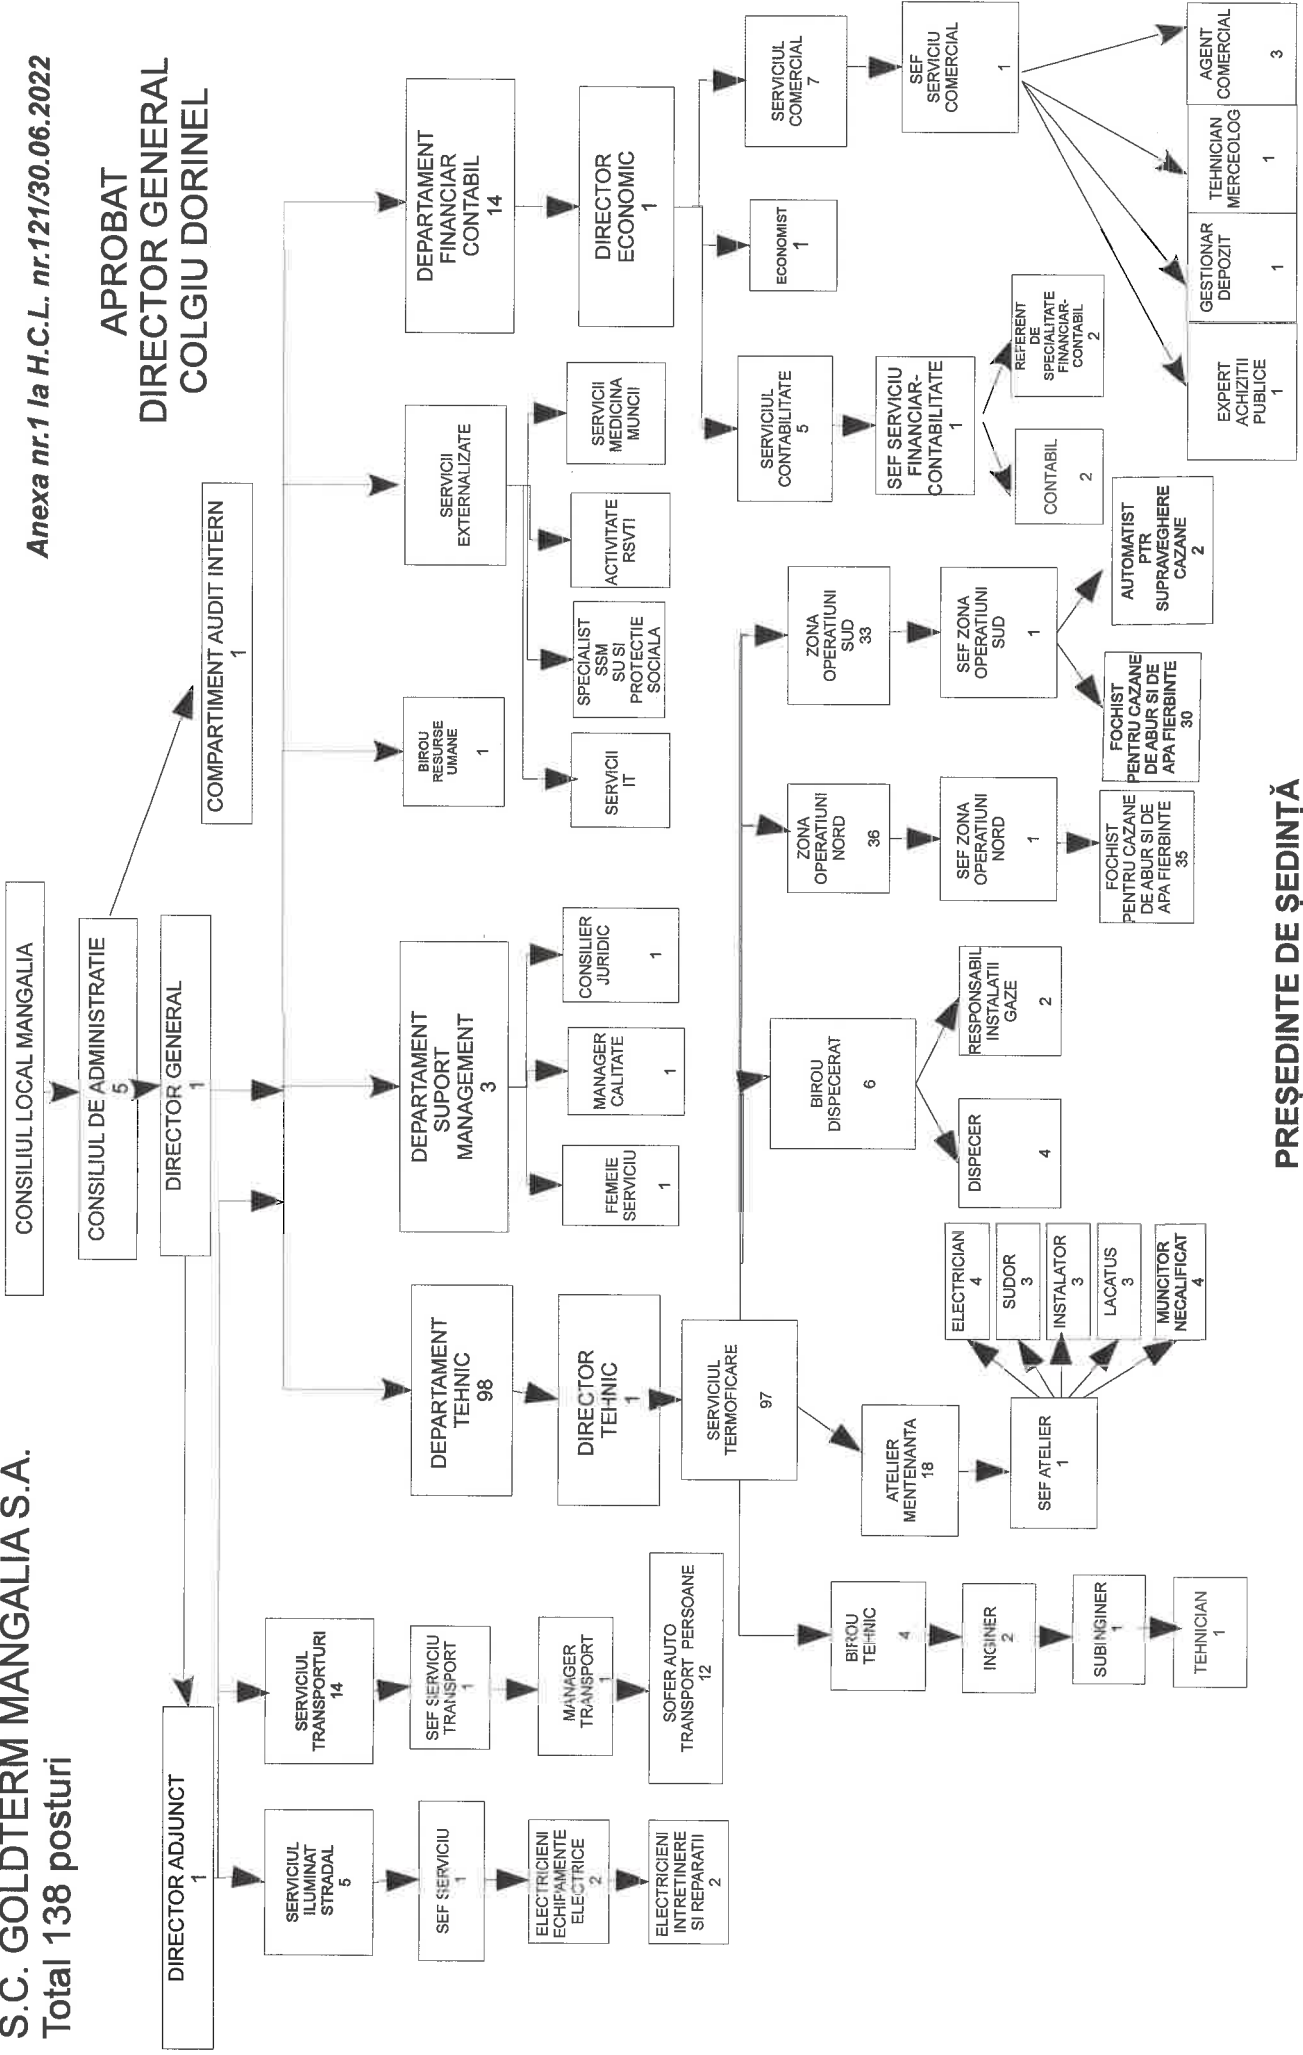 S.C. GOLDTERM MANGALIA S.A.
Total 138 posturi
Anexa nr.1 la H.C.L. nr.121/30.06.2022
APROBAT
DIRECTOR GENERAL
COLGIU DORINEL
CONSILIUL LOCAL MANGALIA
CONSILIUL DE ADMINISTRATIE
5
DIRECTOR GENERAL
1
COMPARTIMENT AUDIT INTERN
1
DIRECTOR ADJUNCT
1
SERVICIUL
ILUMINAT
STRADAL
5
SEF SERVICIU
1
ELECTRICIENI
ECHIPAMENTE
ELECTRICE
2
ELECTRICIENI
INTRETINERE
SI REPARATII
2
SERVICIUL
TRANSPORTURI
14
SEF SERVICIU
TRANSPORT
1
MANAGER
TRANSPORT
1
SOFER AUTO
TRANSPORT PERSOANE
12
DEPARTAMENT
TEHNIC
98
DIRECTOR
TEHNIC
1
SERVICIUL
TERMOFICARE
97
BIROU
TEHNIC
4
INGINER
2
SUBINGINER
1
TEHNICIAN
1
ATELIER
MENTENANTA
18
SEF ATELIER
1
ELECTRICIAN
4
SUDOR
3
INSTALATOR
3
LACATUS
3
MUNCITOR
NECALIFICAT
4
BIROU
DISPECERAT
6
DISPECER
4
RESPONSABIL
INSTALATII
GAZE
2
ZONA
OPERATIUNI
NORD
36
SEF ZONA
OPERATIUNI
NORD
1
FOCHIST
PENTRU CAZANE
DE ABUR SI DE
APA FIERBINTE
35
ZONA
OPERATIUNI
SUD
33
SEF ZONA
OPERATIUNI
SUD
1
FOCHIST
PENTRU CAZANE
DE ABUR SI DE
APA FIERBINTE
30
AUTOMATIST
PTR
SUPRAVEGHERE
CAZANE
2
DEPARTAMENT
SUPORT
MANAGEMENT
3
FEMEIE
SERVICIU
1
MANAGER
CALITATE
1
CONSILIER
JURIDIC
1
BIROU
RESURSE
UMANE
1
SERVICII
EXTERNALIZATE
SERVICII
IT
SPECIALIST
SSM
SU SI
PROTECTIE
SOCIALA
ACTIVITATE
RSVTI
SERVICII
MEDICINA
MUNCII
DEPARTAMENT
FINANCIAR
CONTABIL
14
DIRECTOR
ECONOMIC
1
SERVICIUL
CONTABILITATE
5
SEF SERVICIU
FINANCIAR-
CONTABILITATE
1
CONTABIL
2
REFERENT
DE
SPECIALITATE
FINANCIAR-
CONTABIL
2
ECONOMIST
1
SERVICIUL
COMERCIAL
7
SEF
SERVICIU
COMERCIAL
1
EXPERT
ACHIZITII
PUBLICE
1
GESTIONAR
DEPOZIT
1
TEHNICIAN
MERCEOLOG
1
AGENT
COMERCIAL
3
PREȘEDINTE DE ȘEDINȚĂ